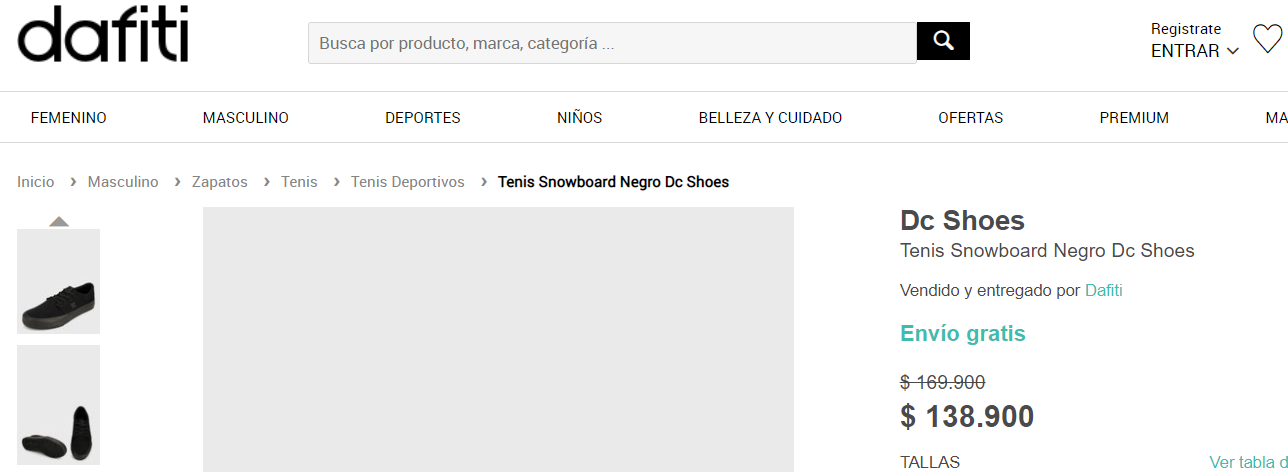 dafiti
Busca por producto, marca, categoría ...
Registrate
ENTRAR
FEMENINO MASCULINO DEPORTES NIÑOS BELLEZA Y CUIDADO OFERTAS PREMIUM MA
Inicio › Masculino › Zapatos › Tenis › Tenis Deportivos › Tenis Snowboard Negro Dc Shoes
Dc Shoes
Tenis Snowboard Negro Dc Shoes
Vendido y entregado por Dafiti
Envío gratis
$ 169.900
$ 138.900
TALLAS Ver tabla d